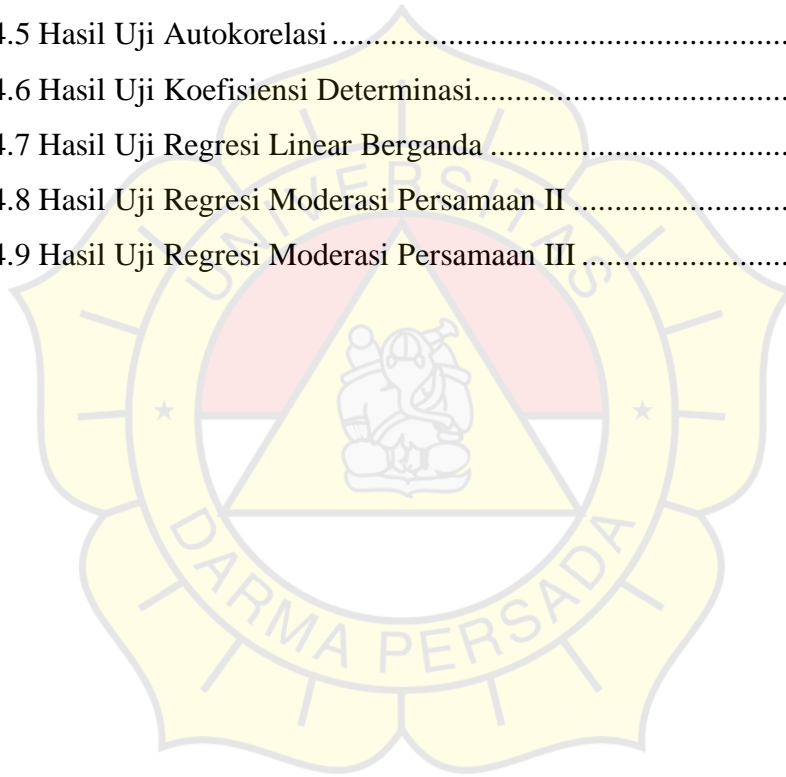 4.5 Hasil Uji Autokorelasi........................................................
4.6 Hasil Uji Koefisiensi Determinasi........................................
4.7 Hasil Uji Regresi Linear Berganda ......................................
4.8 Hasil Uji Regresi Moderasi Persamaan II ............................
4.9 Hasil Uji Regresi Moderasi Persamaan III ..........................
UNIVERSITAS
DARMA PERSADA